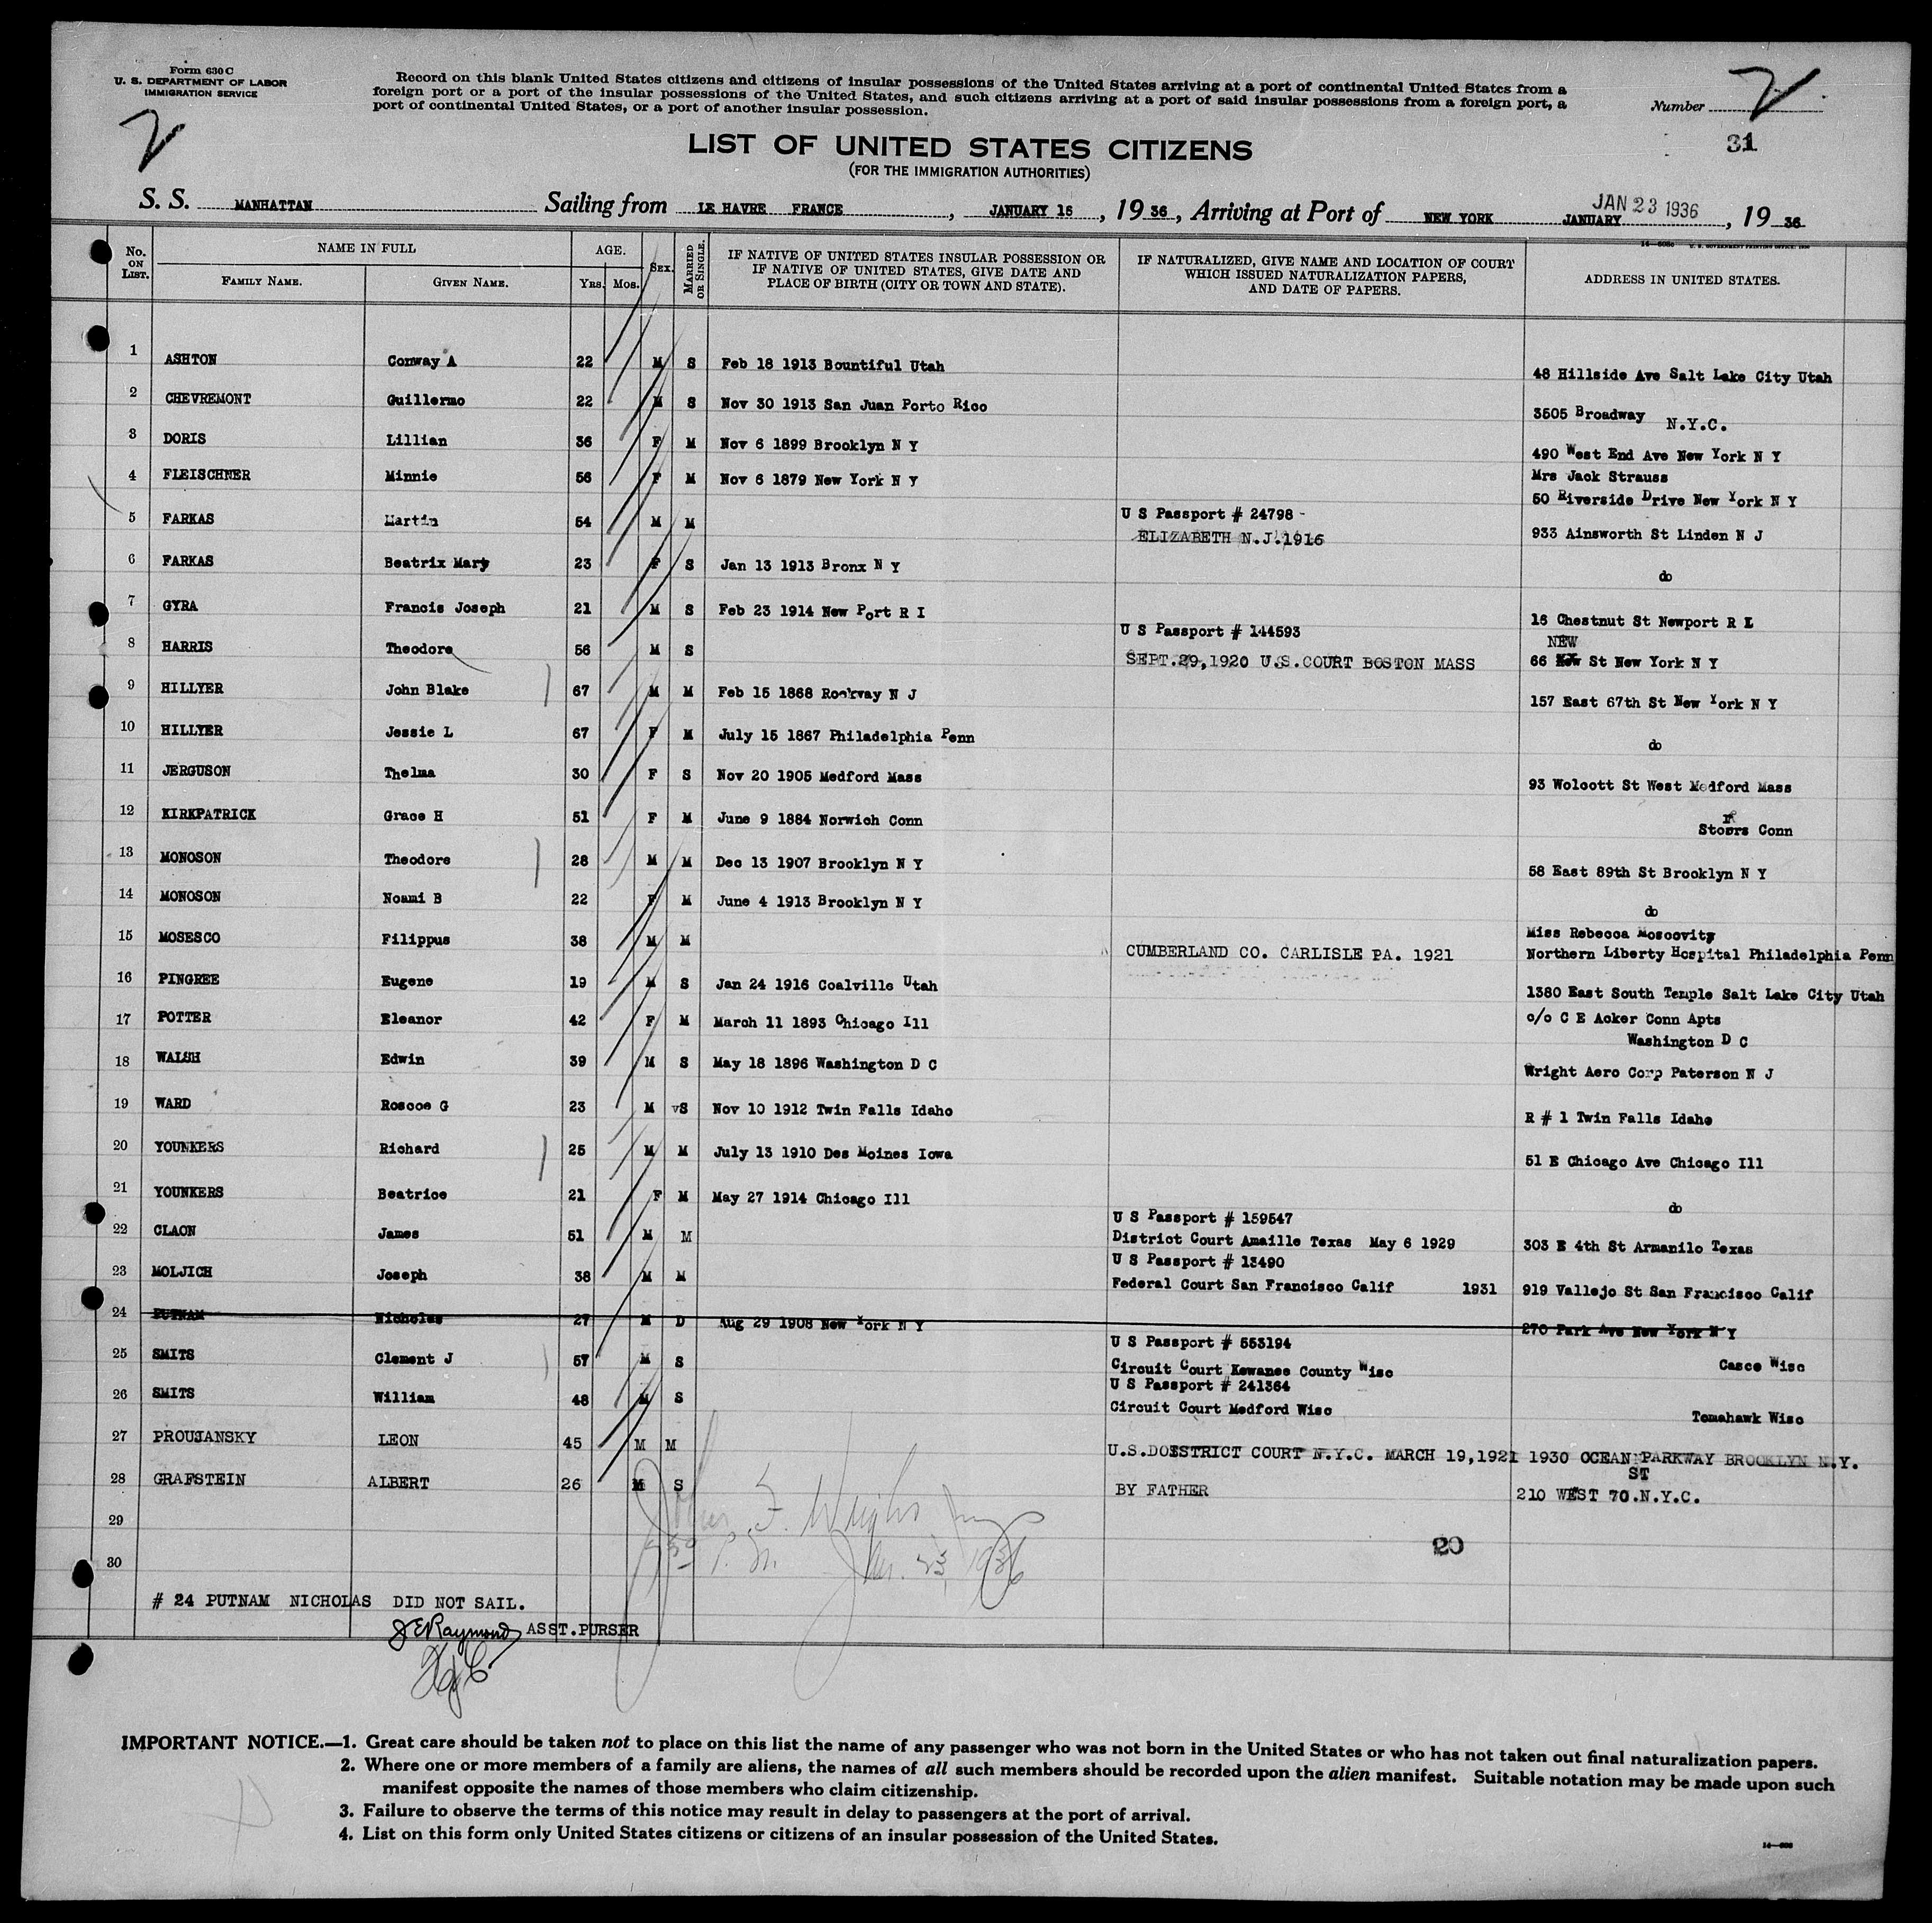 Form 630 C
U. S. DEPARTMENT OF LABOR
IMMIGRATION SERVICE
Record on this blank United States citizens and citizens of insular possessions of the United States arriving at a port of continental United States from a
foreign port or a port of the insular possessions of the United States, and such citizens arriving at a port of said insular possessions from a foreign port, a
port of continental United States, or a port of another insular possession.
Number 2
2
31
LIST OF UNITED STATES CITIZENS
(FOR THE IMMIGRATION AUTHORITIES)
S. S. MANHATTAN Sailing from LE HAVRE FRANCE, JANUARY 15, 19 36, Arriving at Port of NEW YORK JANUARY JAN 23 1936, 19 36
No. ON LIST. NAME IN FULL FAMILY NAME. GIVEN NAME. AGE. YRS. MOS. SEX. MARRIED OR SINGLE. IF NATIVE OF UNITED STATES INSULAR POSSESSION OR IF NATIVE OF UNITED STATES, GIVE DATE AND PLACE OF BIRTH (CITY OR TOWN AND STATE). IF NATURALIZED, GIVE NAME AND LOCATION OF COURT WHICH ISSUED NATURALIZATION PAPERS, AND DATE OF PAPERS. ADDRESS IN UNITED STATES.
1 ASHTON Conway A 22 M S Feb 18 1913 Bountiful Utah 48 Hillside Ave Salt Lake City Utah
2 CHEVREMONT Guillermo 22 M S Nov 30 1913 San Juan Porto Rico 3505 Broadway N.Y.C.
3 DORIS Lillian 36 F M Nov 6 1899 Brooklyn N Y 490 West End Ave New York N Y
4 FLEISCHNER Minnie 56 F M Nov 6 1879 New York N Y Mrs Jack Strauss
50 Riverside Drive New York N Y
5 FARKAS Martin 54 M M U S Passport # 24798 -
ELIZABETH N.J.1916 933 Ainsworth St Linden N J
6 FARKAS Beatrix Mary 23 F S Jan 13 1913 Bronx N Y do
7 GYRA Francis Joseph 21 M S Feb 23 1914 New Port R I 16 Chestnut St Newport R I
8 HARRIS Theodore 56 M S U S Passport # 144593
SEPT.29,1920 U.S.COURT BOSTON MASS NEW
66 New St New York N Y
9 HILLYER John Blake 67 M M Feb 15 1868 Rockvay N J 157 East 67th St New York N Y
10 HILLYER Jessie L 67 F M July 15 1867 Philadelphia Penn do
11 JERGUSON Thelma 30 F S Nov 20 1905 Medford Mass 93 Wolcott St West Medford Mass
12 KIRKPATRICK Grace H 51 F M June 9 1884 Norwich Conn Stoors Conn
13 MONOSON Theodore 28 M M Dec 13 1907 Brooklyn N Y 58 East 89th St Brooklyn N Y
14 MONOSON Noami B 22 F M June 4 1913 Brooklyn N Y do
15 MOSESCO Filippus 38 M M CUMBERLAND CO. CARLISLE PA. 1921 Miss Rebecca Moscovity
Northern Liberty Hospital Philadelphia Penn
16 PINGREE Eugene 19 M S Jan 24 1916 Coalville Utah 1380 East South Temple Salt Lake City Utah
17 POTTER Eleanor 42 F M March 11 1893 Chicago Ill c/o C E Acker Conn Apts
Washington D C
18 WALSH Edwin 39 M S May 18 1896 Washington D C Wright Aero Corp Paterson N J
19 WARD Roscoe G 23 M S Nov 10 1912 Twin Falls Idaho R # 1 Twin Falls Idaho
20 YOUNKERS Richard 25 M M July 13 1910 Des Moines Iowa 51 E Chicago Ave Chicago Ill
21 YOUNKERS Beatrice 21 F M May 27 1914 Chicago Ill do
22 CLAON James 51 M M U S Passport # 159547
District Court Amaille Texas May 6 1929 303 E 4th St Armanilo Texas
23 MOLJICH Joseph 38 M M U S Passport # 13490
Federal Court San Francisco Calif 1931 919 Vallejo St San Francisco Calif
24 PUTNAM Nicholas 27 M D Aug 29 1908 New York N Y 270 Park Ave New York N Y
25 SMITS Clement J 57 M S U S Passport # 553194
Circuit Court Kewanee County Wisc Casco Wisc
26 SMITS William 48 M S U S Passport # 241364
Circuit Court Medford Wisc Tomahawk Wisc
27 PROUJANSKY LEON 45 M M U.S.DOISTRICT COURT N.Y.C. MARCH 19,1921 1930 OCEAN PARKWAY BROOKLYN N.Y.
28 GRAFSTEIN ALBERT 26 M S BY FATHER 210 WEST 70 ST.N.Y.C.
29
30
P. M. Jan. 23, 1936
20
# 24 PUTNAM NICHOLAS DID NOT SAIL.
J E Raymond ASST.PURSER
IMPORTANT NOTICE.—1. Great care should be taken not to place on this list the name of any passenger who was not born in the United States or who has not taken out final naturalization papers.
2. Where one or more members of a family are aliens, the names of all such members should be recorded upon the alien manifest. Suitable notation may be made upon such
manifest opposite the names of those members who claim citizenship.
3. Failure to observe the terms of this notice may result in delay to passengers at the port of arrival.
4. List on this form only United States citizens or citizens of an insular possession of the United States.